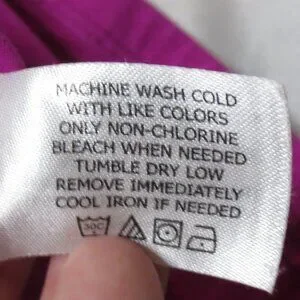 MACHINE WASH COLD
WITH LIKE COLORS
ONLY NON-CHLORINE
BLEACH WHEN NEEDED
TUMBLE DRY LOW
REMOVE IMMEDIATELY
COOL IRON IF NEEDED
30C